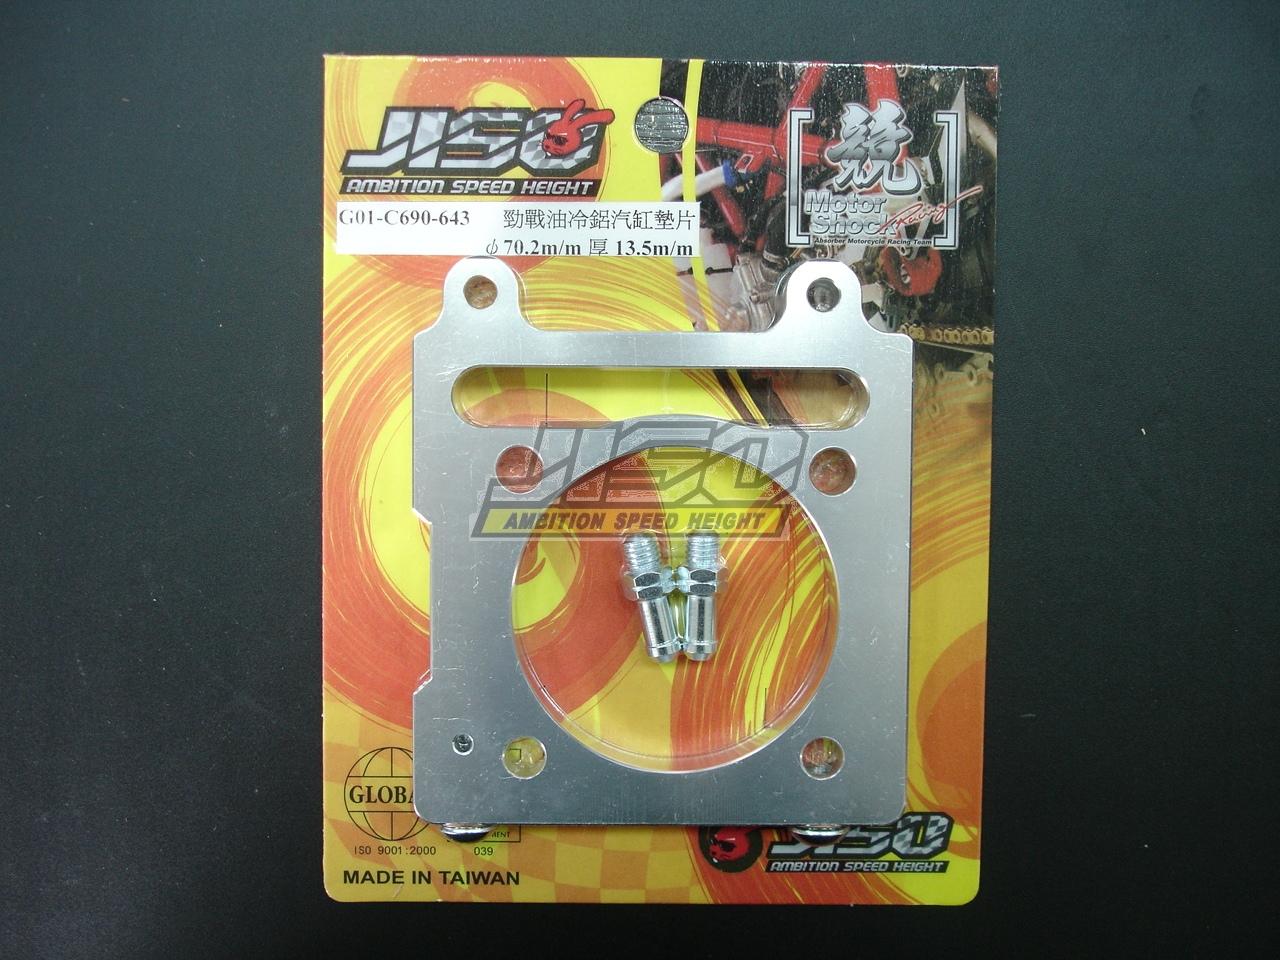 JISO
AMBITION SPEED HEIGHT
競
Motor
Shock Racing
Absorber Motorcycle Racing Team
G01-C690-643 勁戰油冷鋁汽缸墊片
φ 70.2m/m 厚 13.5m/m
JISO
AMBITION SPEED HEIGHT
GLOBA
ISO 9001:2000
039
MADE IN TAIWAN
JISO
AMBITION SPEED HEIGHT